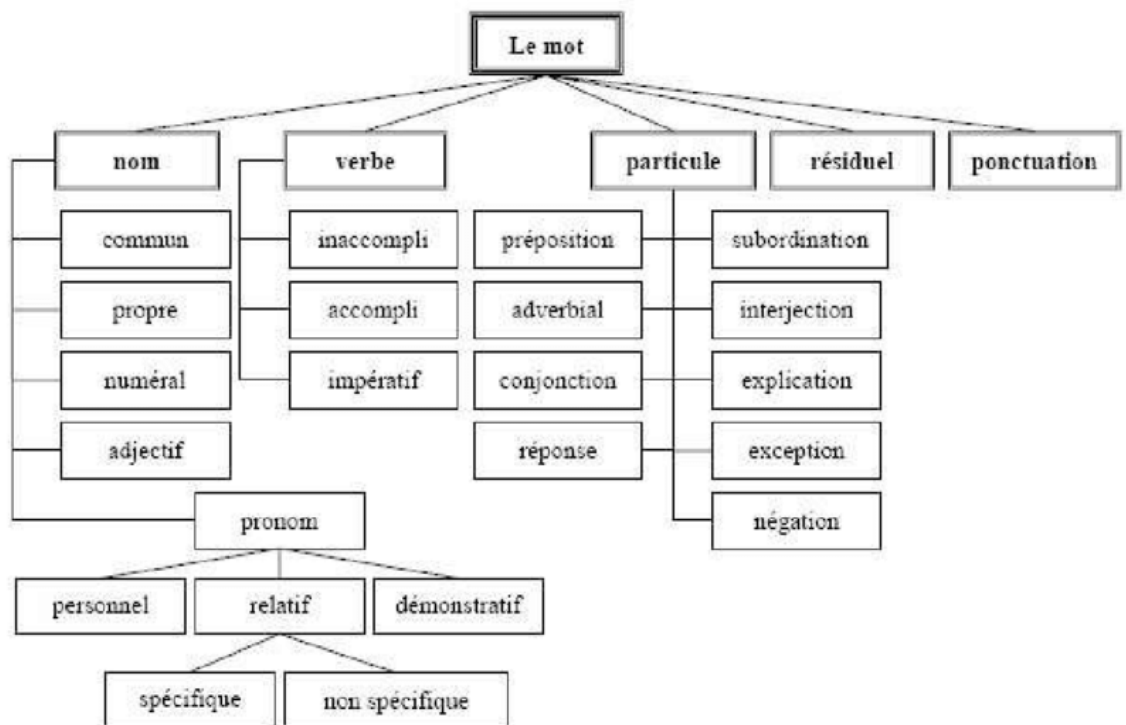 Le mot
nom
verbe
particule
résiduel
ponctuation
commun
inaccompli
préposition
subordination
propre
accompli
adverbial
interjection
numéral
impératif
conjonction
explication
adjectif
réponse
exception
pronom
négation
personnel
relatif
démonstratif
spécifique
non spécifique